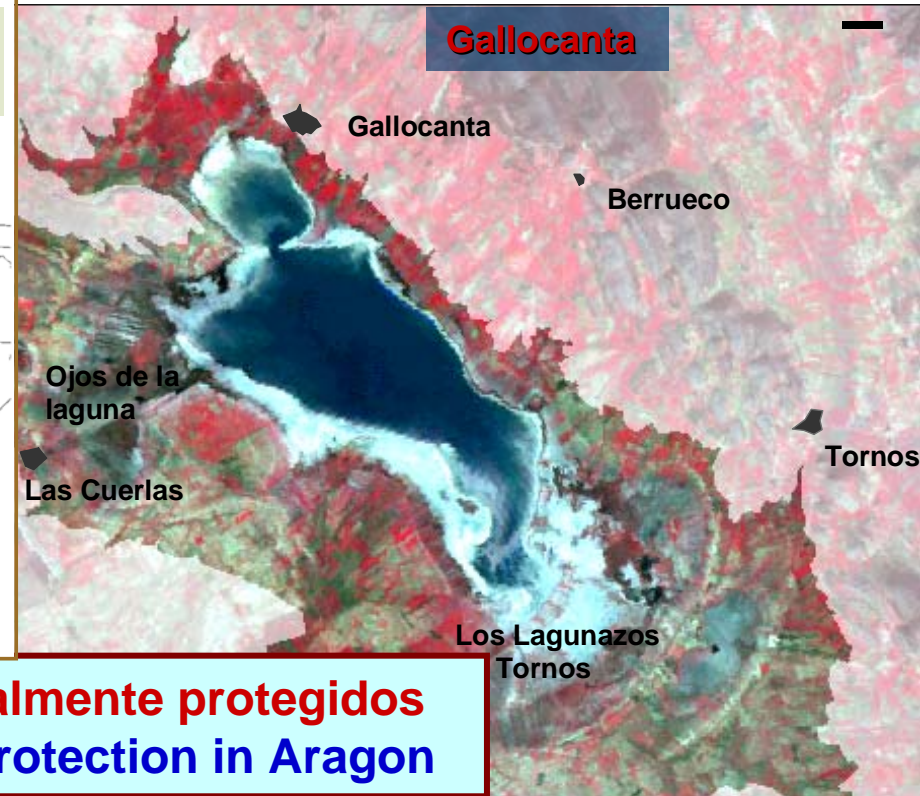 Gallocanta
Gallocanta
Berrueco
Ojos de la
laguna
Tornos
Las Cuerlas
Los Lagunazos
Tornos
almente protegidos
rotection in Aragon